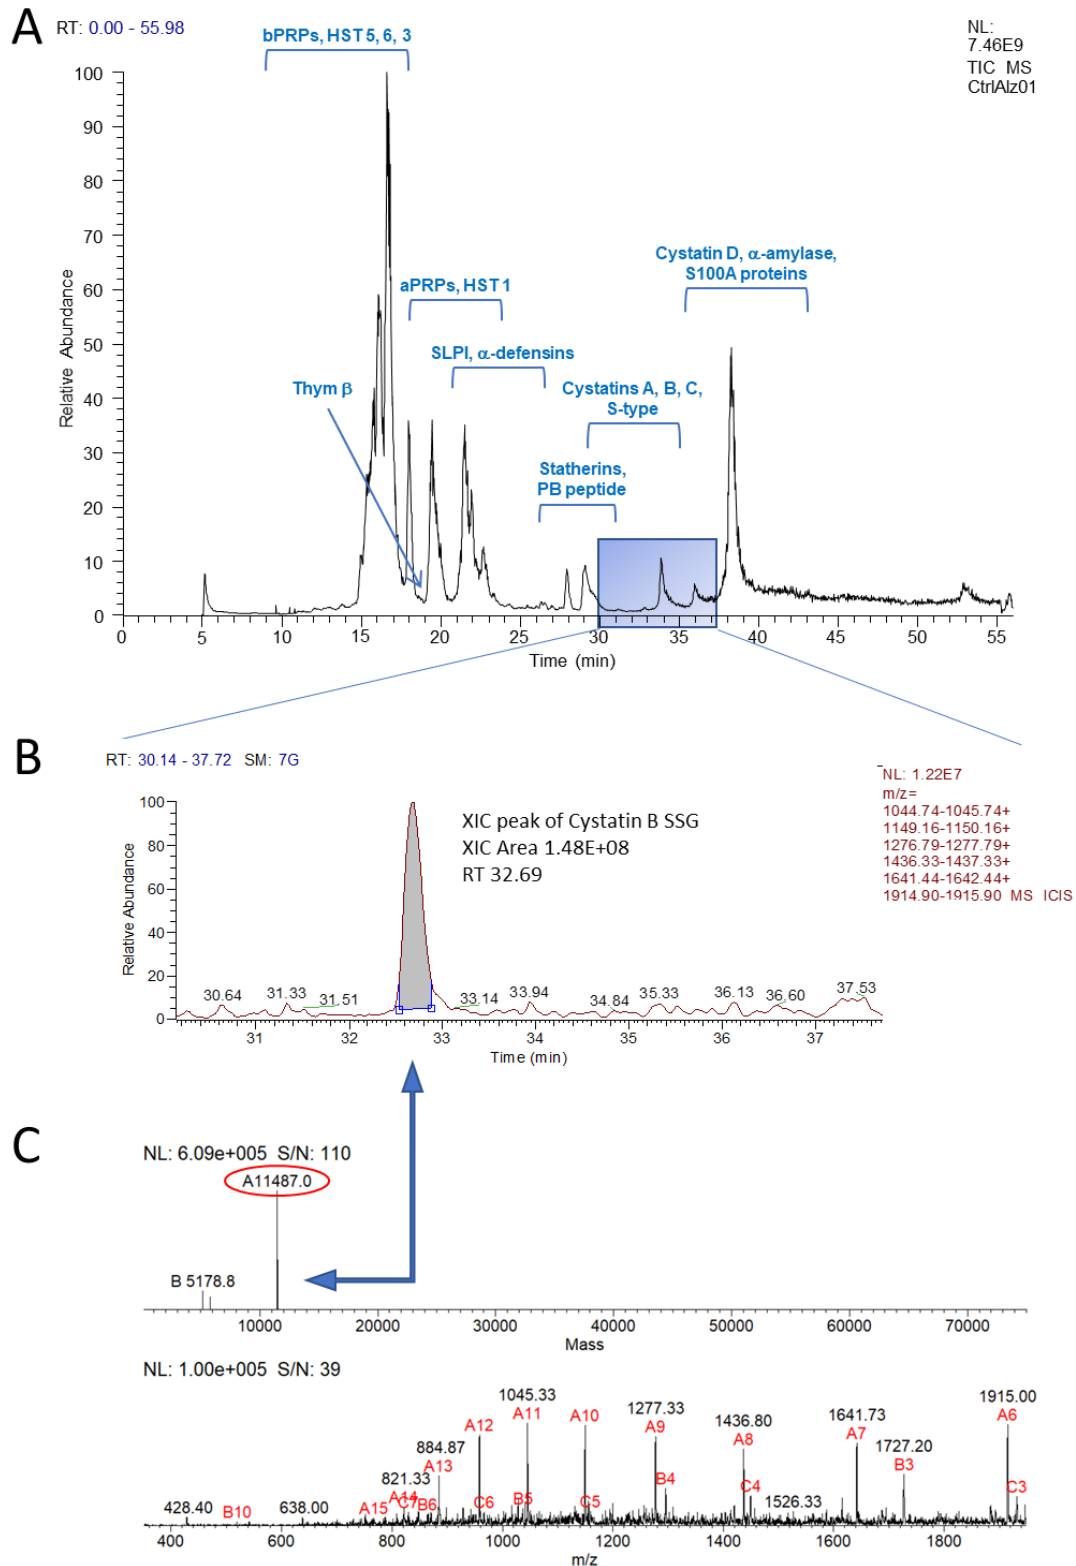 A
RT: 0.00 - 55.98
NL:
7.46E9
TIC MS
CtrlAlz01
bPRPs, HST 5, 6, 3
aPRPs, HST 1
SLPI, α-defensins
Thym β
Cystatins A, B, C,
S-type
Statherins,
PB peptide
Cystatin D, α-amylase,
S100A proteins
Relative Abundance
100
90
80
70
60
50
40
30
20
10
0
0 5 10 15 20 25 30 35 40 45 50 55
Time (min)
B
RT: 30.14 - 37.72 SM: 7G
NL: 1.22E7
m/z=
1044.74-1045.74+
1149.16-1150.16+
1276.79-1277.79+
1436.33-1437.33+
1641.44-1642.44+
1914.90-1915.90 MS ICIS
XIC peak of Cystatin B SSG
XIC Area 1.48E+08
RT 32.69
Relative Abundance
100
80
60
40
20
0
30.64 31.33 31.51 33.14 33.94 34.84 35.33 36.13 36.60 37.53
31 32 33 34 35 36 37
Time (min)
C
NL: 6.09e+005 S/N: 110
A11487.0
B 5178.8
10000 20000 30000 40000 50000 60000 70000
Mass
NL: 1.00e+005 S/N: 39
1045.33 1277.33 1436.80 1641.73 1915.00
A12 A11 A10 A9 A8 A7 A6
884.87 1727.20
A13 B3
821.33
A14 C7 B6 C6 B5 C5 B4 C4 C3
428.40 B10 638.00 A15 1526.33
400 600 800 1000 1200 1400 1600 1800
m/z